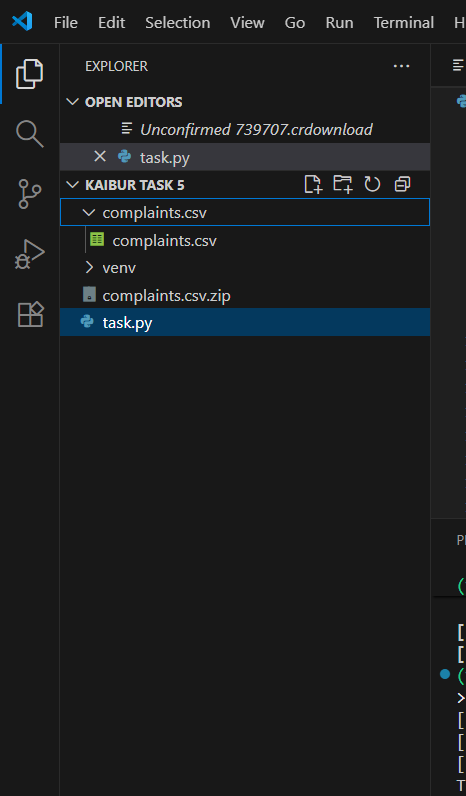 File Edit Selection View Go Run Terminal H
EXPLORER
OPEN EDITORS
Unconfirmed 739707.crdownload
task.py
KAIBUR TASK 5
complaints.csv
complaints.csv
venv
complaints.csv.zip
task.py
(
[
[
(
>
[
[
[
T